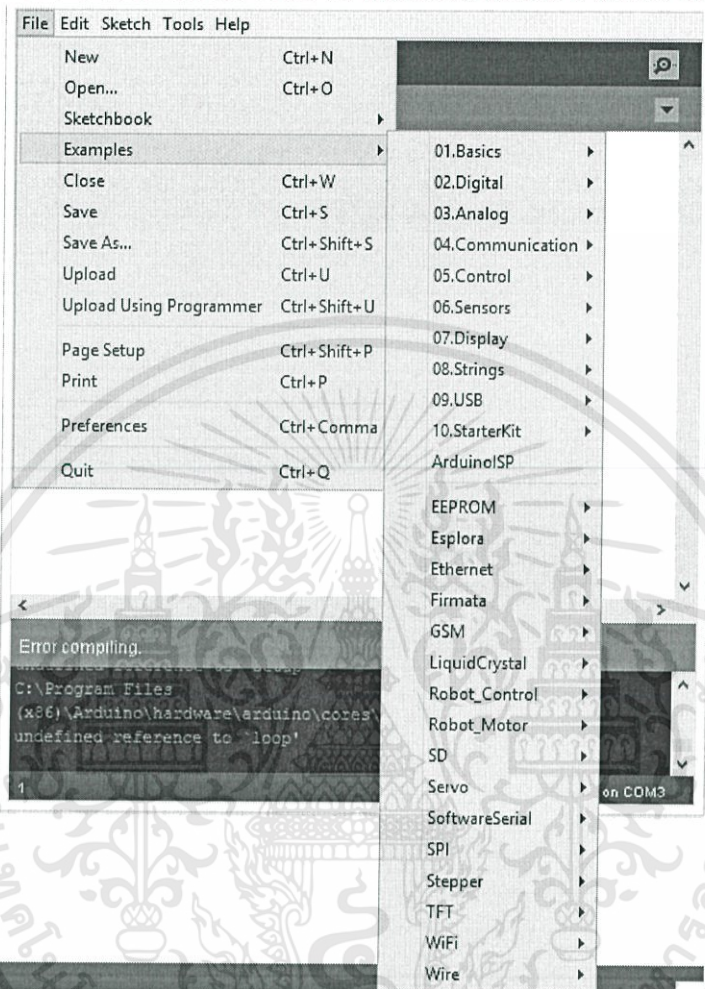 File Edit Sketch Tools Help
New Ctrl+N
Open... Ctrl+O
Sketchbook
Examples
Close Ctrl+W
Save Ctrl+S
Save As... Ctrl+Shift+S
Upload Ctrl+U
Upload Using Programmer Ctrl+Shift+U
Page Setup Ctrl+Shift+P
Print Ctrl+P
Preferences Ctrl+Comma
Quit Ctrl+Q
01.Basics
02.Digital
03.Analog
04.Communication
05.Control
06.Sensors
07.Display
08.Strings
09.USB
10.StarterKit
ArduinoISP
EEPROM
Esplora
Ethernet
Firmata
GSM
LiquidCrystal
Robot_Control
Robot_Motor
SD
Servo
SoftwareSerial
SPI
Stepper
TFT
WiFi
Wire
Error compiling.
C:\Program Files
(x86)\Arduino\hardware\arduino\cores\
undefined reference to `loop'
1 on COM3